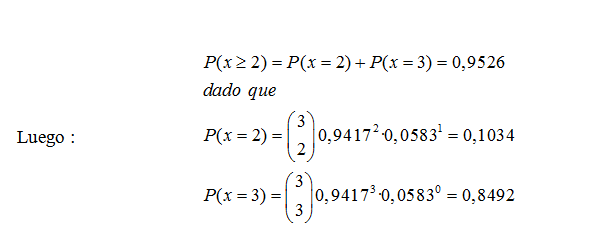 P(x ≥ 2) = P(x = 2) + P(x = 3) = 0,9526
dado que
Luego : P(x = 2) = (3 2) 0,9417²·0,0583¹ = 0,1034
P(x = 3) = (3 3) 0,9417³·0,0583⁰ = 0,8492